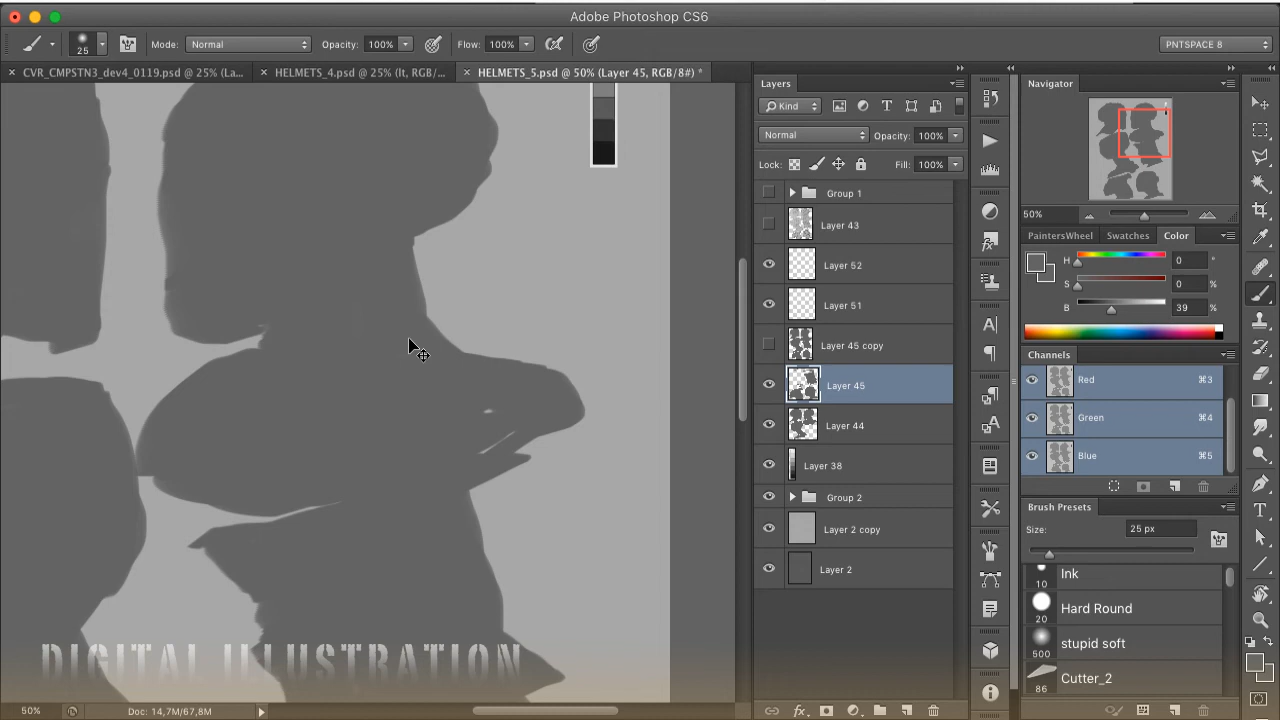 Adobe Photoshop CS6
25 Mode: Normal Opacity: 100% Flow: 100% PNTSPACE 8
CVR_CMPSTN3_dev4_0119.psd @ 25% (La... HELMETS_4.psd @ 25% (lt, RGB/... HELMETS_5.psd @ 50% (Layer 45, RGB/8#) *
Layers
Kind
Normal Opacity: 100%
Lock: Fill: 100%
Group 1
Layer 43
Layer 52
Layer 51
Layer 45 copy
Layer 45
Layer 44
Layer 38
Group 2
Layer 2 copy
Layer 2
Navigator
50%
PaintersWheel Swatches Color
H 0 °
S 0 %
B 39 %
Channels
Red ⌘3
Green ⌘4
Blue ⌘5
Brush Presets
Size: 25 px
10 Ink
20 Hard Round
500 stupid soft
86 Cutter_2
DIGITAL ILLUSTRATION
50% Doc: 14,7M/67,8M